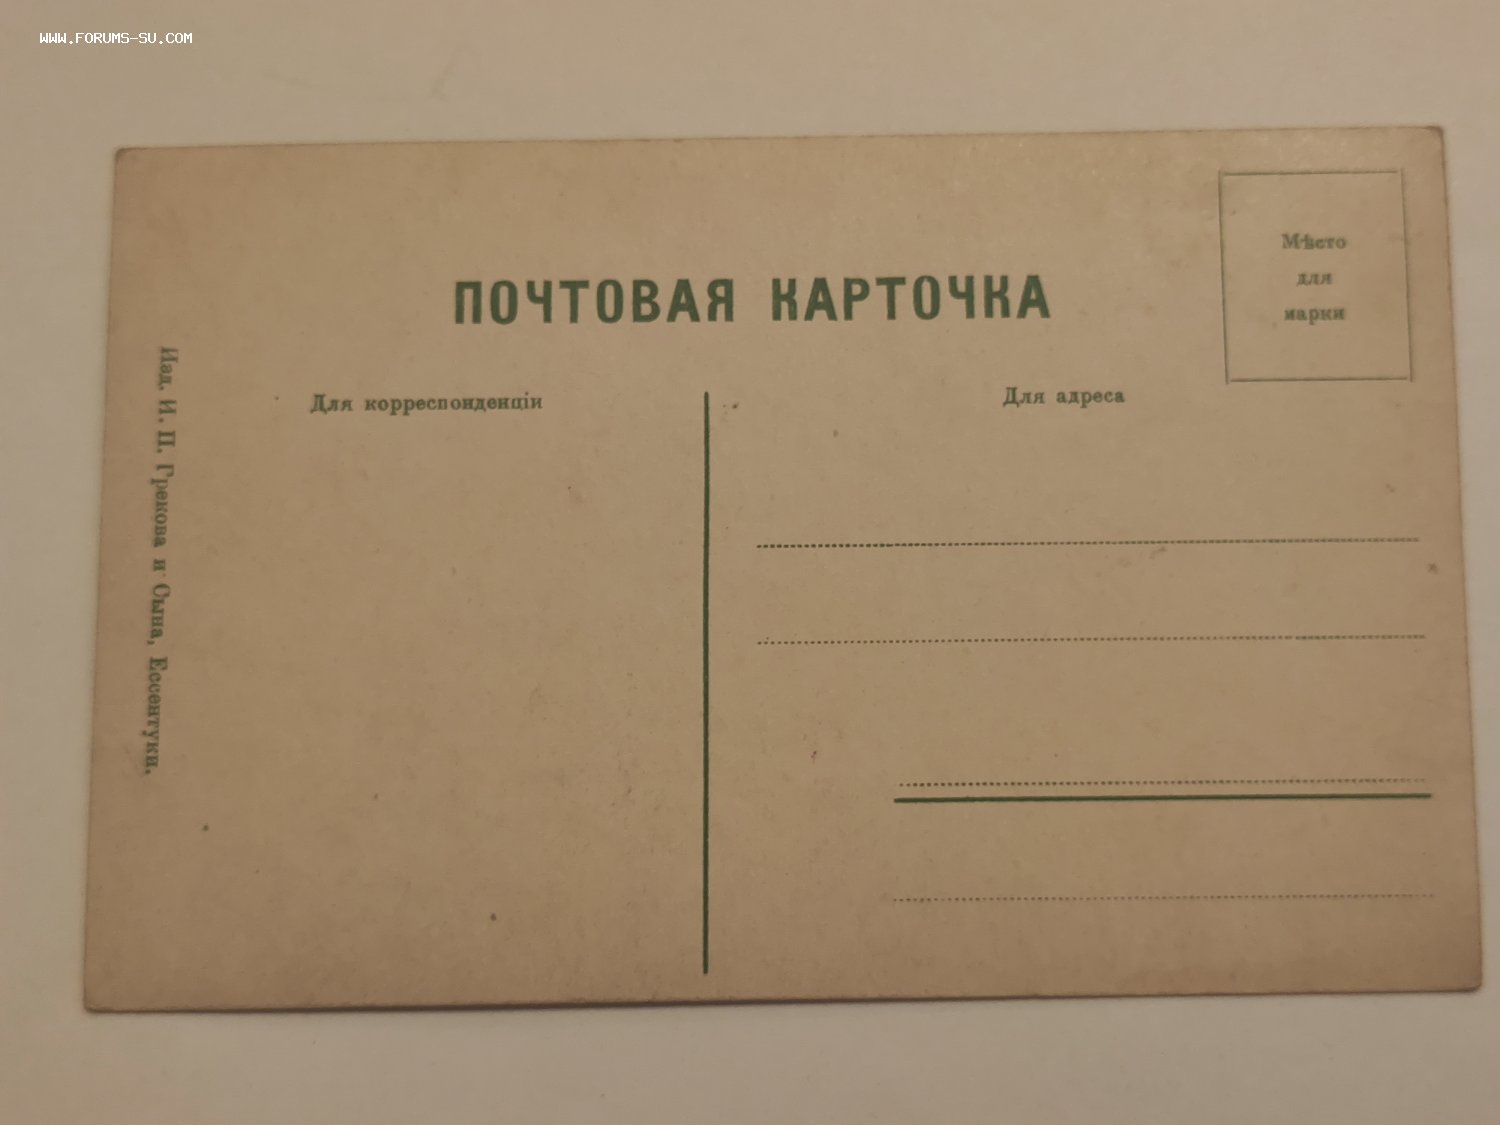 WWW.FORUMS-SU.COM
ПОЧТОВАЯ КАРТОЧКА
Мѣсто
для
марки
Для корреспонденціи
Для адреса
Изд. И. П. Грекова и Сына, Ессентуки.